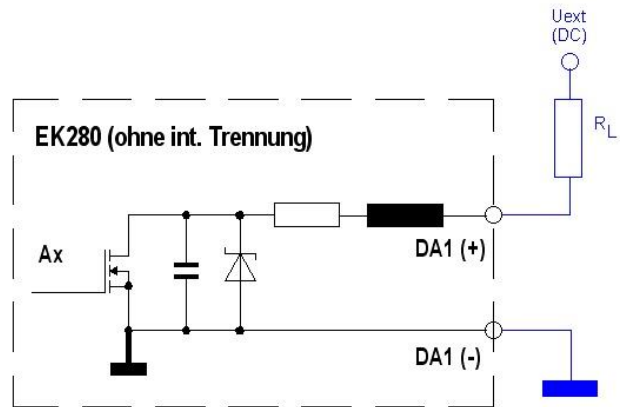 Uext
(DC)
EK280 (ohne int. Trennung)
RL
DA1 (+)
Ax
DA1 (-)